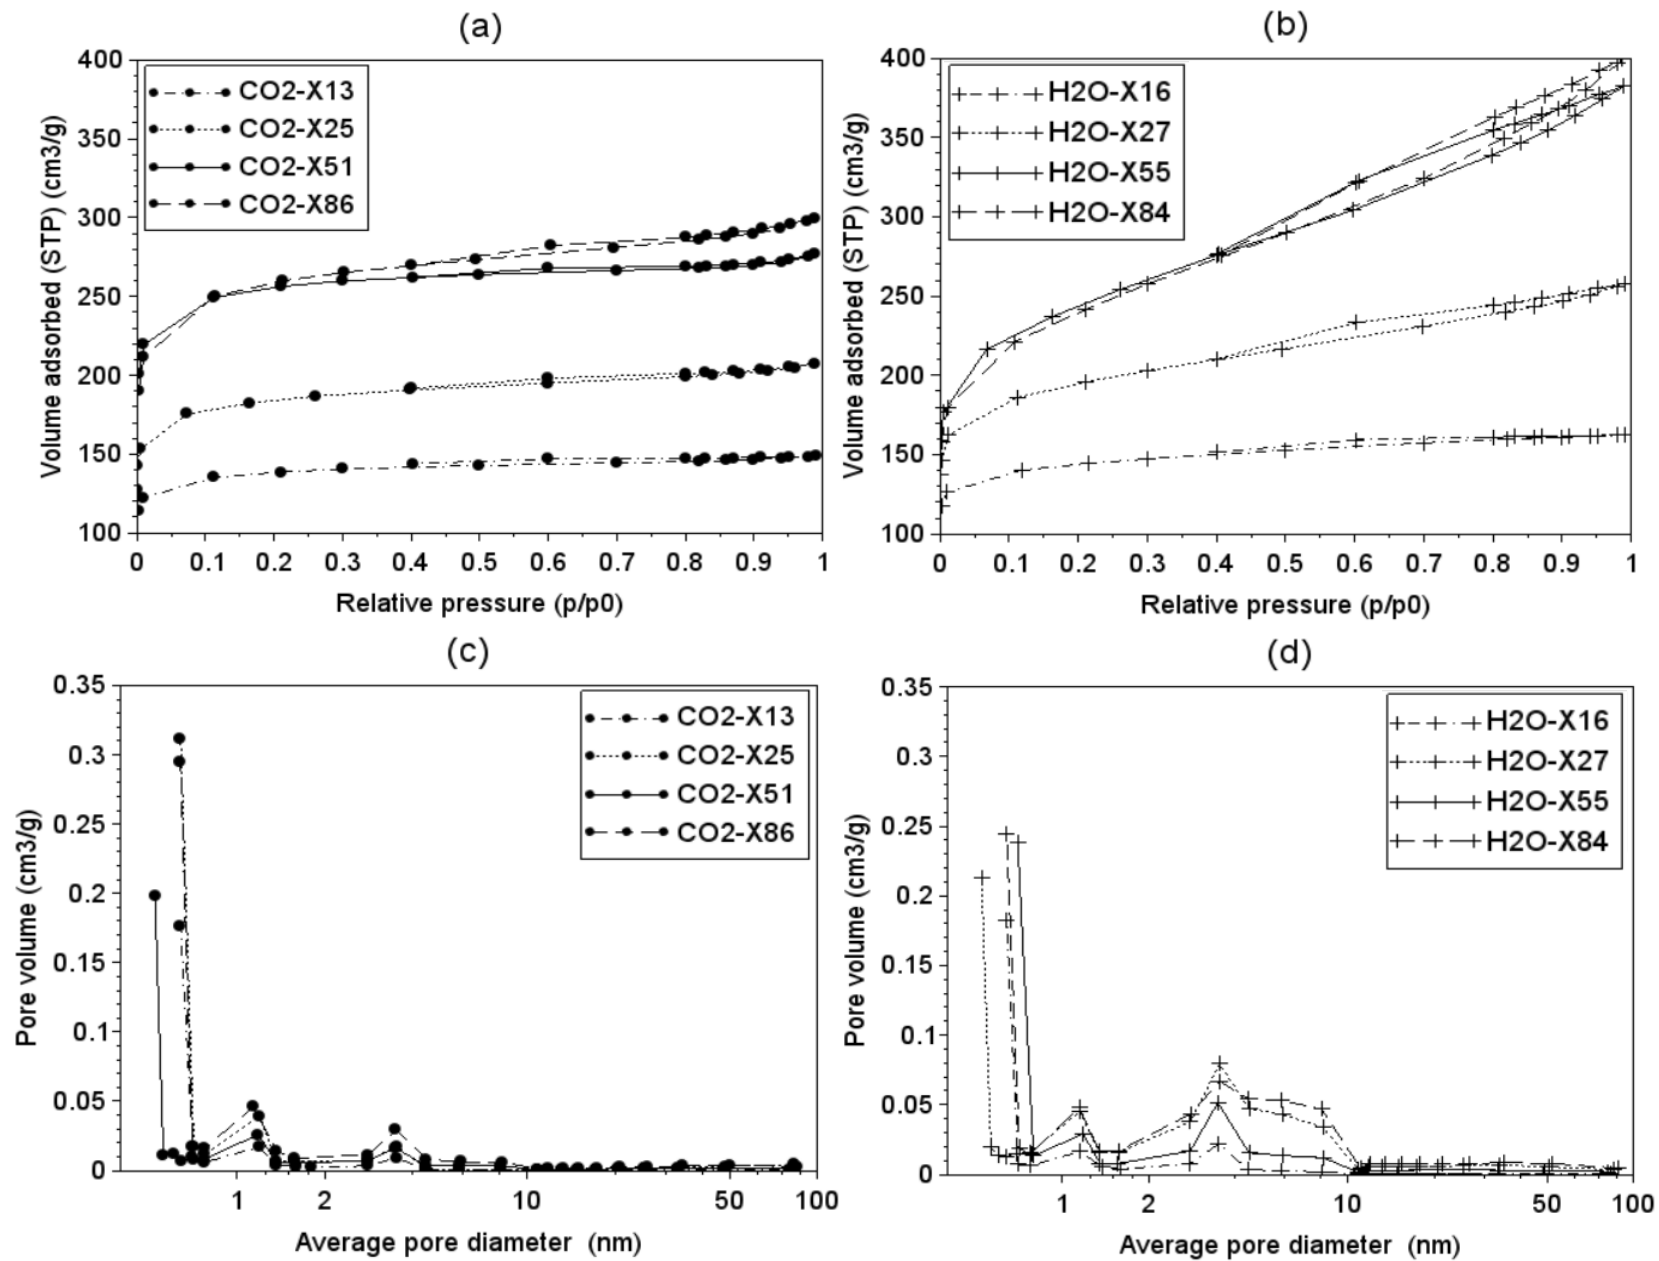 (a)
400
350
300
250
200
150
100
Volume adsorbed (STP) (cm3/g)
CO2-X13
CO2-X25
CO2-X51
CO2-X86
0 0.1 0.2 0.3 0.4 0.5 0.6 0.7 0.8 0.9 1
Relative pressure (p/p0)
(b)
400
350
300
250
200
150
100
Volume adsorbed (STP) (cm3/g)
H2O-X16
H2O-X27
H2O-X55
H2O-X84
0 0.1 0.2 0.3 0.4 0.5 0.6 0.7 0.8 0.9 1
Relative pressure (p/p0)
(c)
0.35
0.3
0.25
0.2
0.15
0.1
0.05
0
Pore volume (cm3/g)
CO2-X13
CO2-X25
CO2-X51
CO2-X86
1 2 10 50 100
Average pore diameter (nm)
(d)
0.35
0.3
0.25
0.2
0.15
0.1
0.05
0
Pore volume (cm3/g)
H2O-X16
H2O-X27
H2O-X55
H2O-X84
1 2 10 50 100
Average pore diameter (nm)